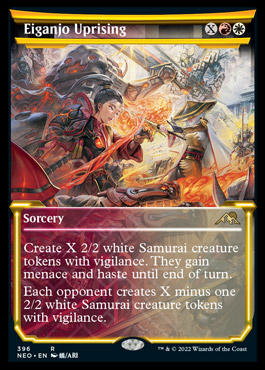 Eiganjo Uprising X
Sorcery
Create X 2/2 white Samurai creature
tokens with vigilance. They gain
menace and haste until end of turn.
Each opponent creates X minus one
2/2 white Samurai creature tokens
with vigilance.
396 R
NEO • EN /ARI
™ & © 2022 Wizards of the Coast